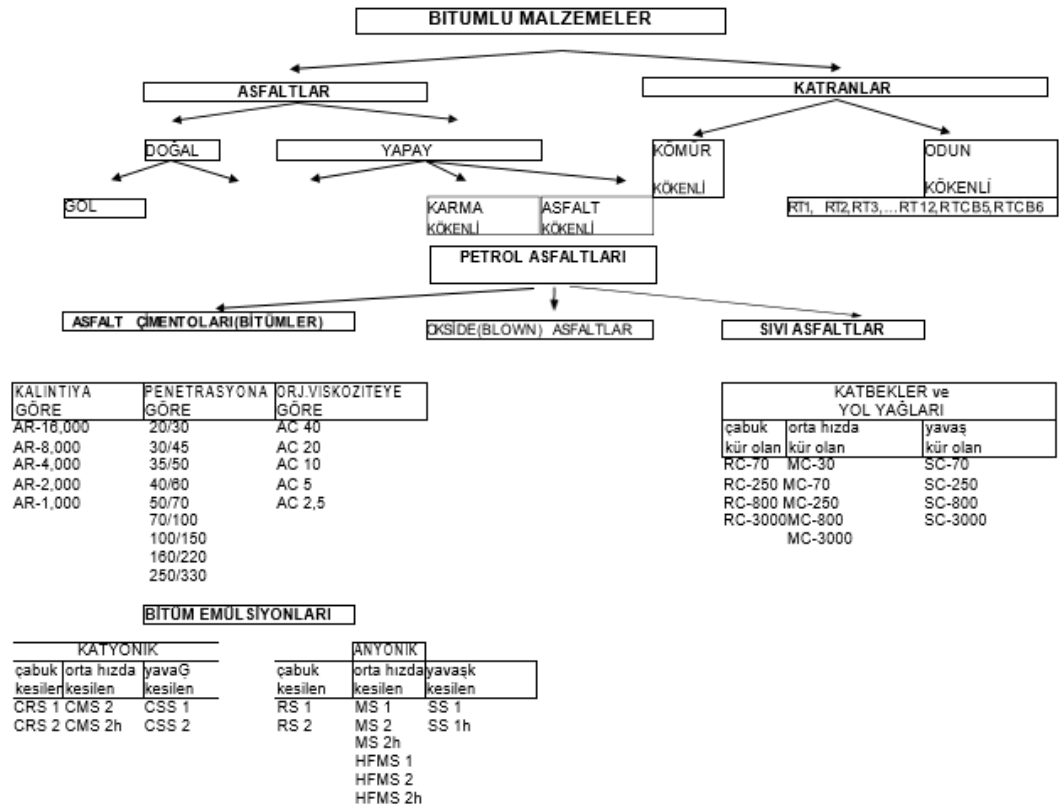 BITUMLU MALZEMELER
ASFALTLAR
KATRANLAR
DOĞAL
YAPAY
KÖMÜR
KÖKENLİ
ODUN
KÖKENLİ
GÖL
KARMA
KÖKENLİ
ASFALT
KÖKENLİ
RT1, RT2,RT3,...RT12,RTCB5,RTCB6
PETROL ASFALTLARI
ASFALT ÇİMENTOLARI(BİTÜMLER)
OKSİDE(BLOWN) ASFALTLAR
SIVI ASFALTLAR
KALINTIYA PENETRASYONA ORJ.VISKOZITEYE
GÖRE GÖRE GÖRE
AR-16,000 20/30 AC 40
AR-8,000 30/45 AC 20
AR-4,000 35/50 AC 10
AR-2,000 40/60 AC 5
AR-1,000 50/70 AC 2,5
70/100
100/150
160/220
250/330
KATBEKLER ve
YOL YAĞLARI
çabuk orta hızda yavaş
kür olan kür olan kür olan
RC-70 MC-30 SC-70
RC-250 MC-70 SC-250
RC-800 MC-250 SC-800
RC-3000MC-800 SC-3000
MC-3000
BİTÜM EMÜLSİYONLARI
KATYONIK
çabuk orta hızda yavaĢ
kesilen kesilen kesilen
CRS 1 CMS 2 CSS 1
CRS 2 CMS 2h CSS 2
ANYONIK
çabuk orta hızdayavaşk
kesilen kesilen kesilen
RS 1 MS 1 SS 1
RS 2 MS 2 SS 1h
MS 2h
HFMS 1
HFMS 2
HFMS 2h